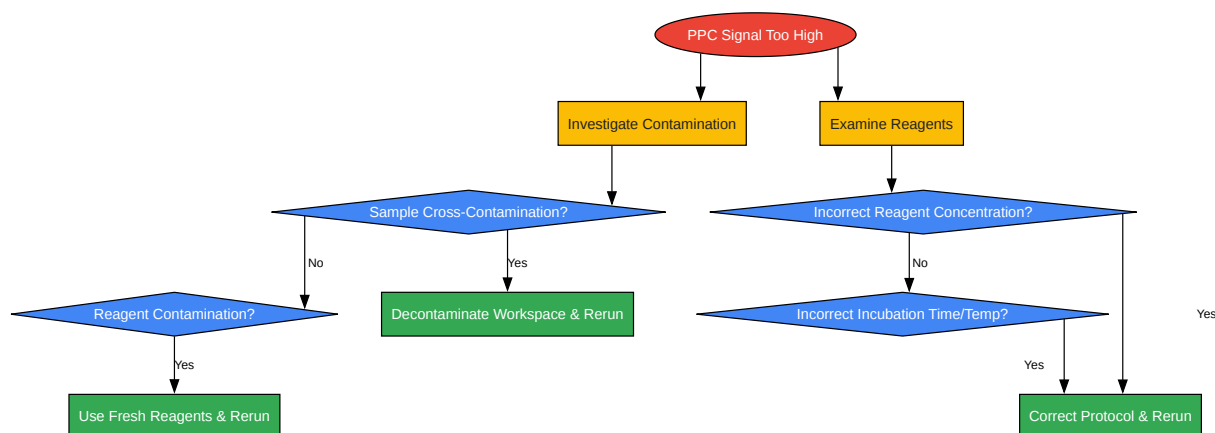 PPC Signal Too High
Investigate Contamination
Examine Reagents
Sample Cross-Contamination?
Incorrect Reagent Concentration?
No
Yes
No
Reagent Contamination?
Decontaminate Workspace & Rerun
Incorrect Incubation Time/Temp?
Yes
Yes
Yes
Use Fresh Reagents & Rerun
Correct Protocol & Rerun